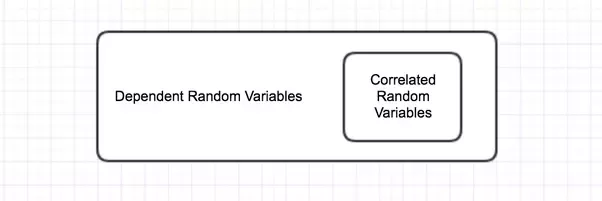 Dependent Random Variables
Correlated
Random
Variables